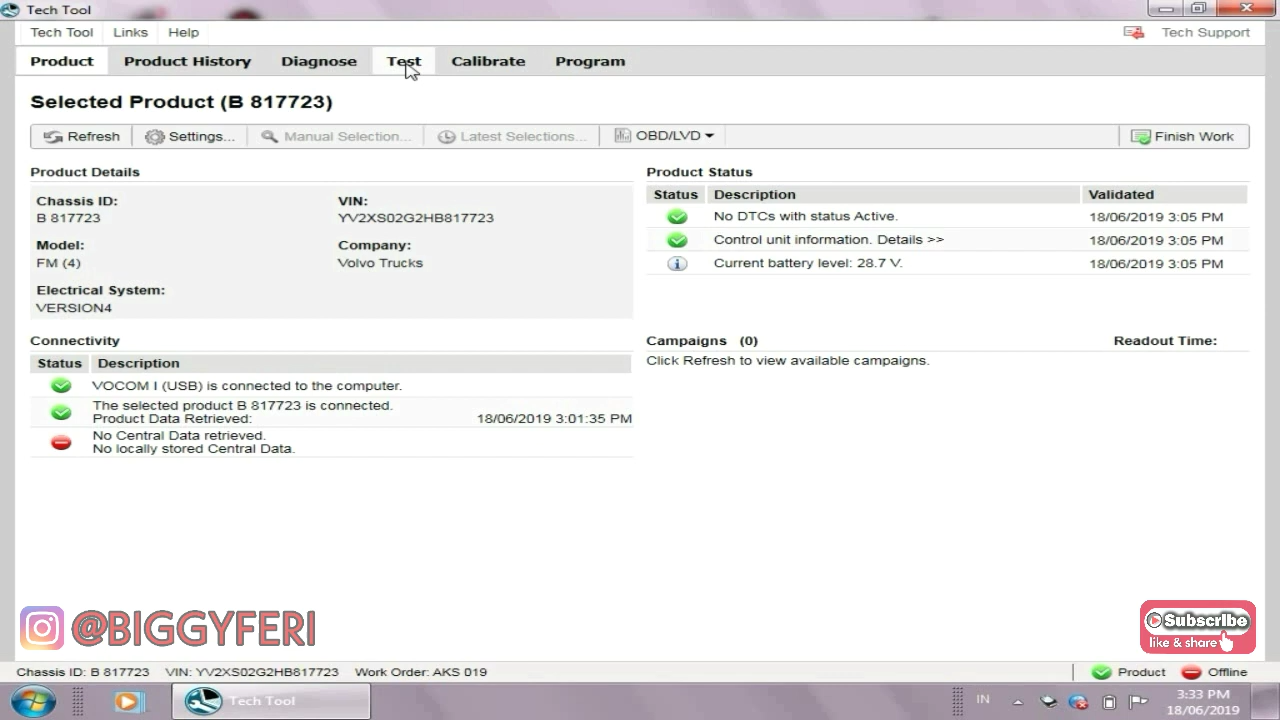 Tech Tool
Tech Tool Links Help Tech Support
Product Product History Diagnose Test Calibrate Program
Selected Product (B 817723)
Refresh Settings... Manual Selection... Latest Selections... OBD/LVD Finish Work
Product Details
Chassis ID: VIN:
B 817723 YV2XS02G2HB817723
Model: Company:
FM (4) Volvo Trucks
Electrical System:
VERSION4
Product Status
Status Description Validated
No DTCs with status Active. 18/06/2019 3:05 PM
Control unit information. Details >> 18/06/2019 3:05 PM
Current battery level: 28.7 V. 18/06/2019 3:05 PM
Connectivity
Status Description
VOCOM I (USB) is connected to the computer.
The selected product B 817723 is connected.
Product Data Retrieved: 18/06/2019 3:01:35 PM
No Central Data retrieved.
No locally stored Central Data.
Campaigns (0) Readout Time:
Click Refresh to view available campaigns.
@BIGGYFERI
Subscribe
like & share
Chassis ID: B 817723 VIN: YV2XS02G2HB817723 Work Order: AKS 019 Product Offline
Tech Tool IN 3:33 PM
18/06/2019